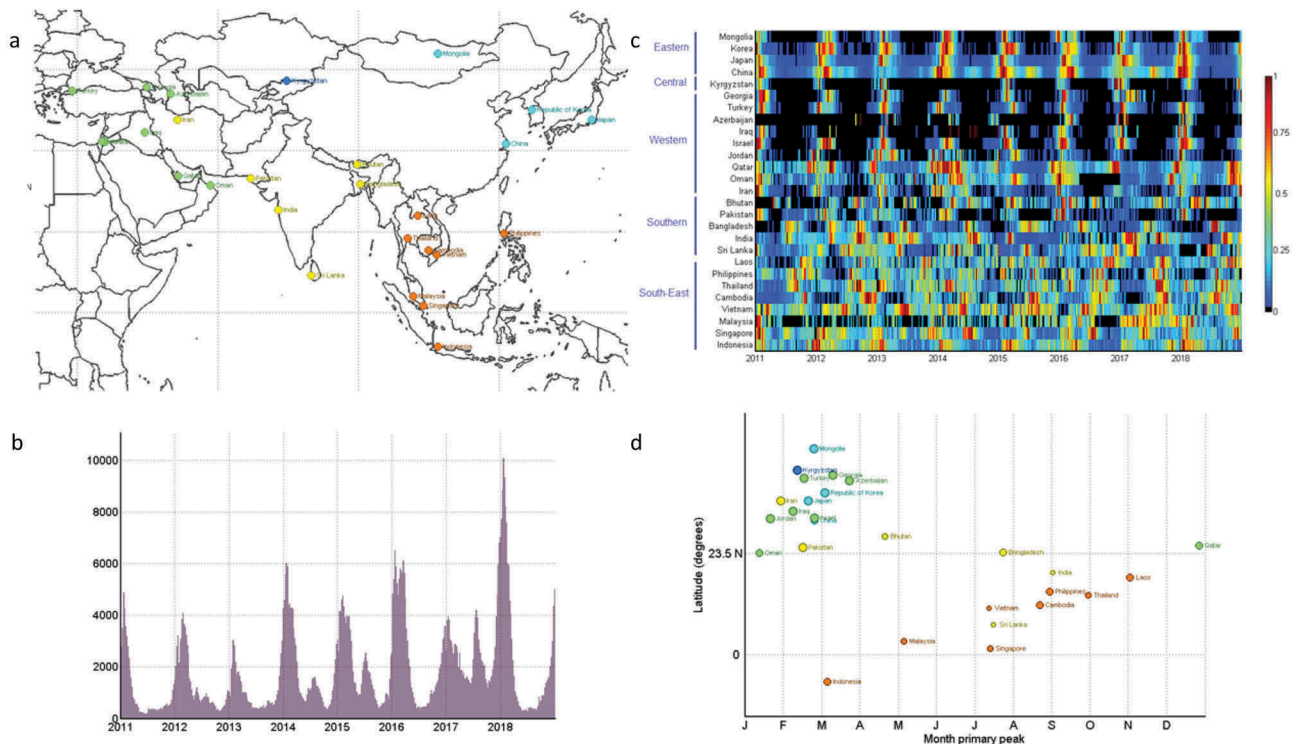 a
Mongolia
Kyrgyzstan
Turkey
Azerbaijan
Iran
Republic of Korea
Japan
China
Qatar
Oman
Pakistan
Bhutan
Bangladesh
India
Thailand
Philippines
Sri Lanka
Malaysia
Singapore
Indonesia
c
Eastern
Central
Western
Southern
South-East
Mongolia
Korea
Japan
China
Kyrgyzstan
Georgia
Turkey
Azerbaijan
Iraq
Israel
Jordan
Qatar
Oman
Iran
Bhutan
Pakistan
Bangladesh
India
Sri Lanka
Laos
Philippines
Thailand
Cambodia
Vietnam
Malaysia
Singapore
Indonesia
2011 2012 2013 2014 2015 2016 2017 2018
1
0.75
0.5
0.25
0
b
10000
8000
6000
4000
2000
0
2011 2012 2013 2014 2015 2016 2017 2018
d
Latitude (degrees)
23.5 N
0
Mongolia
Kyrgyzstan
Georgia
Turkey
Azerbaijan
Republic of Korea
Iran
Japan
Iraq
Jordan
Israel
China
Bhutan
Qatar
Pakistan
Oman
Bangladesh
India
Laos
Philippines
Thailand
Cambodia
Vietnam
Sri Lanka
Malaysia
Singapore
Indonesia
J F M A M J J A S O N D
Month primary peak